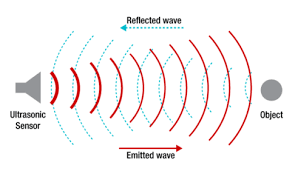 Reflected wave
Ultrasonic
Sensor
Object
Emitted wave